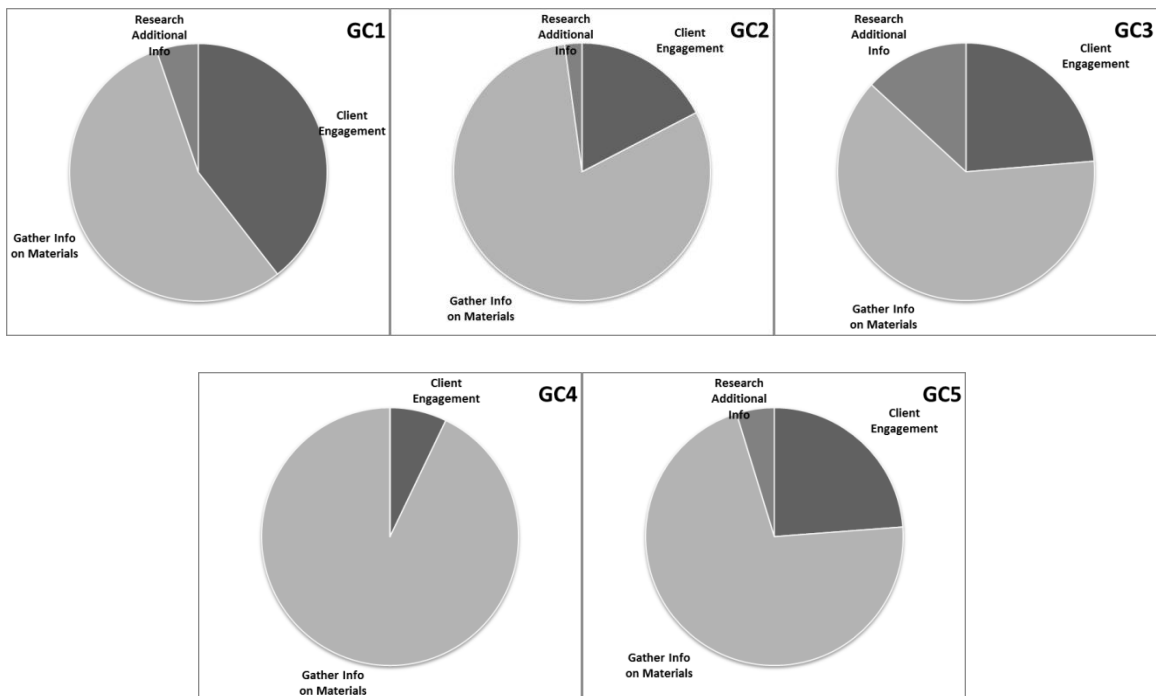 Research
Additional
Info
GC1
Client
Engagement
Gather Info
on Materials
Research
Additional
Info
GC2
Client
Engagement
Gather Info
on Materials
Research
Additional Info
GC3
Client
Engagement
Gather Info
on Materials
Client
Engagement
GC4
Gather Info
on Materials
Research
Additional
Info
GC5
Client
Engagement
Gather Info
on Materials